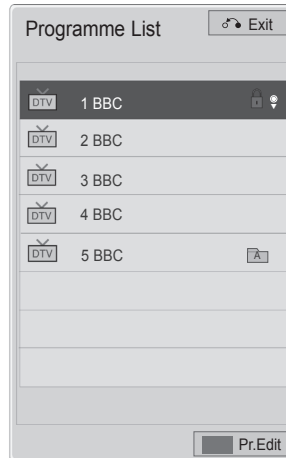 Programme List
Exit
DTV 1 BBC
DTV 2 BBC
DTV 3 BBC
DTV 4 BBC
DTV 5 BBC A
Pr.Edit